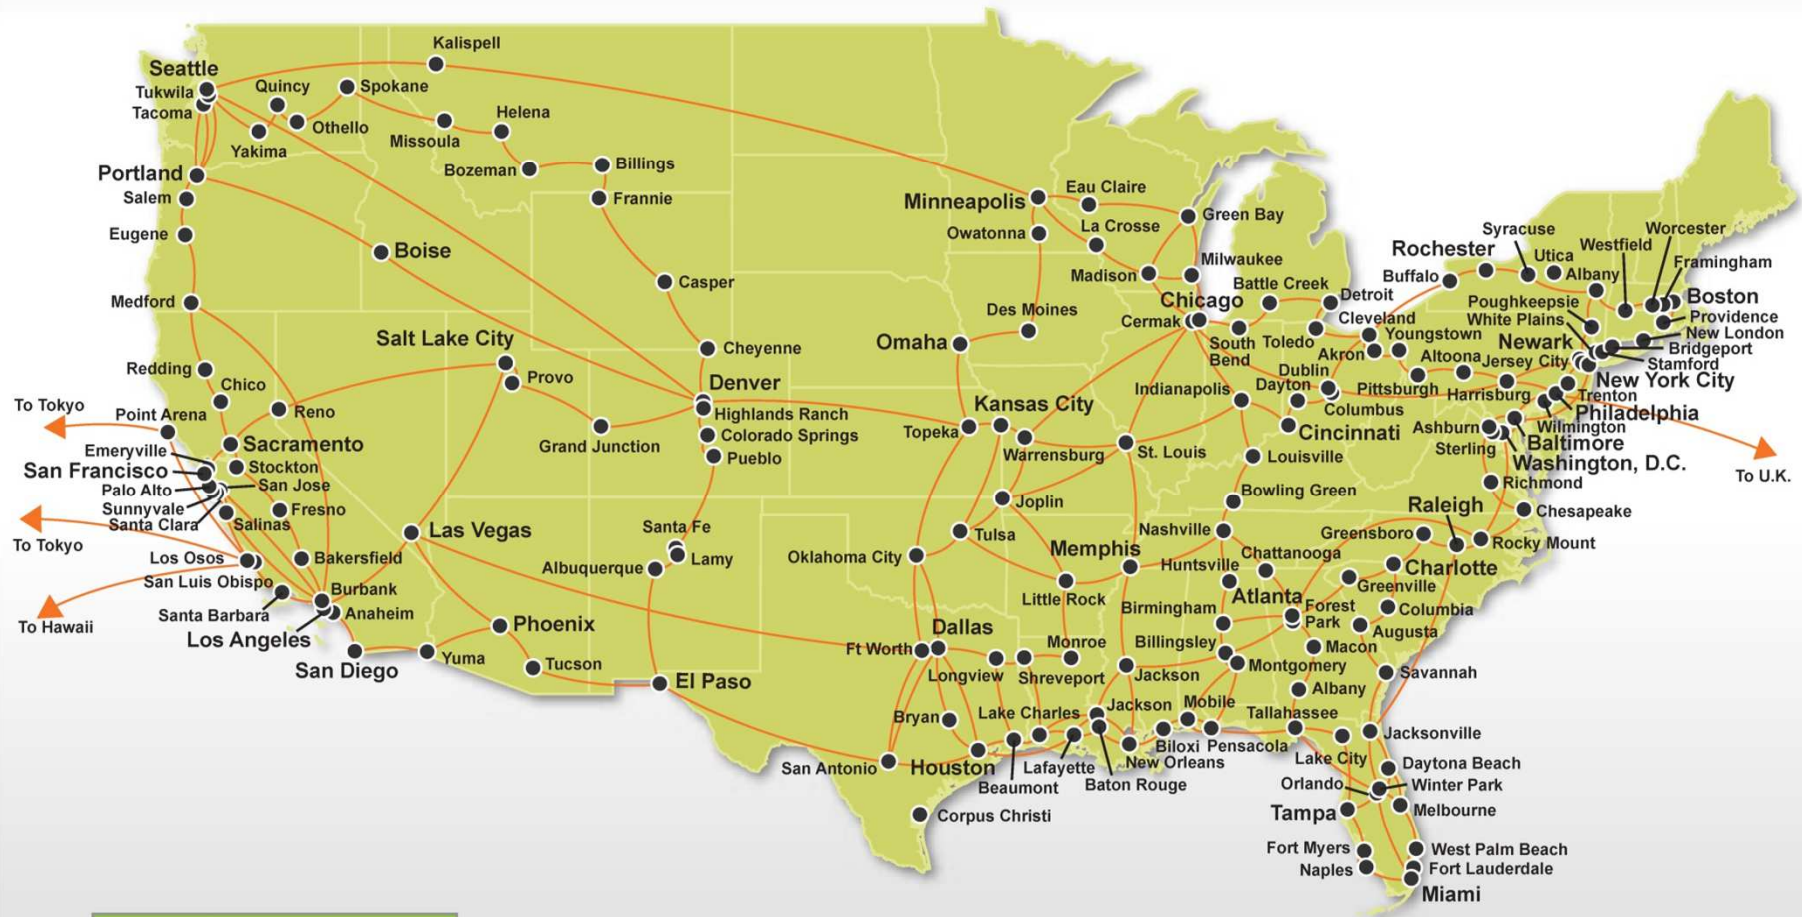 Kalispell
Seattle
Tukwila
Tacoma
Quincy
Spokane
Othello
Yakima
Missoula
Helena
Bozeman
Billings
Frannie
Portland
Salem
Eugene
Boise
Medford
Casper
Cheyenne
Salt Lake City
Provo
Redding
Chico
Reno
To Tokyo
Point Arena
Emeryville
Sacramento
San Francisco
Stockton
Palo Alto
San Jose
Sunnyvale
Santa Clara
Fresno
Salinas
To Tokyo
Los Osos
Bakersfield
San Luis Obispo
Burbank
Santa Barbara
Anaheim
To Hawaii
Los Angeles
San Diego
Yuma
Las Vegas
Phoenix
Tucson
Grand Junction
Denver
Highlands Ranch
Colorado Springs
Pueblo
Santa Fe
Lamy
Albuquerque
El Paso
Minneapolis
Eau Claire
Green Bay
Owatonna
La Crosse
Madison
Milwaukee
Des Moines
Omaha
Chicago
Cermak
Battle Creek
Detroit
South
Bend
Toledo
Cleveland
Akron
Youngstown
Kansas City
Topeka
Warrensburg
St. Louis
Indianapolis
Dublin
Dayton
Columbus
Cincinnati
Louisville
Bowling Green
Joplin
Tulsa
Oklahoma City
Nashville
Memphis
Huntsville
Chattanooga
Little Rock
Birmingham
Atlanta
Forest
Park
Dallas
Ft Worth
Longview
Shreveport
Monroe
Billingsley
Montgomery
Jackson
Macon
Albany
Bryan
Lake Charles
Jackson
Mobile
Tallahassee
San Antonio
Houston
Beaumont
Lafayette
Baton Rouge
New Orleans
Biloxi
Pensacola
Corpus Christi
Lake City
Jacksonville
Daytona Beach
Orlando
Winter Park
Tampa
Melbourne
Fort Myers
West Palm Beach
Naples
Fort Lauderdale
Miami
Rochester
Syracuse
Utica
Westfield
Worcester
Framingham
Buffalo
Albany
Boston
Poughkeepsie
Providence
White Plains
New London
Newark
Bridgeport
Jersey City
Stamford
Altoona
New York City
Pittsburgh
Harrisburg
Trenton
Philadelphia
Ashburn
Wilmington
Baltimore
Sterling
Washington, D.C.
To U.K.
Richmond
Chesapeake
Raleigh
Greensboro
Rocky Mount
Charlotte
Greenville
Columbia
Augusta
Savannah